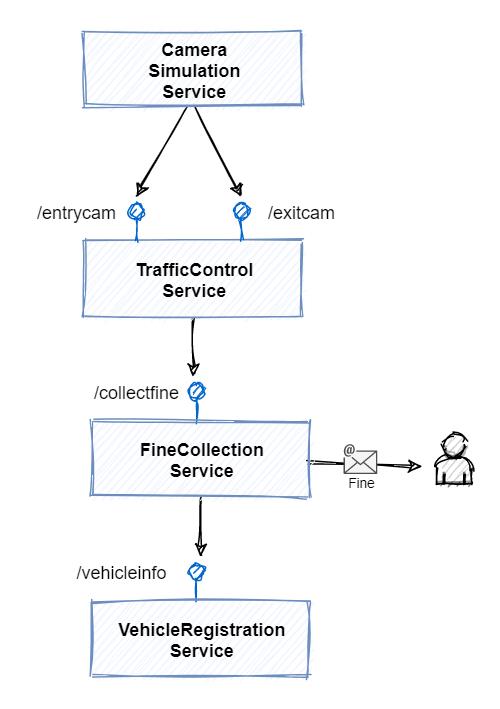 Camera
Simulation
Service
/entrycam
/exitcam
TrafficControl
Service
/collectfine
FineCollection
Service
@
Fine
/vehicleinfo
VehicleRegistration
Service